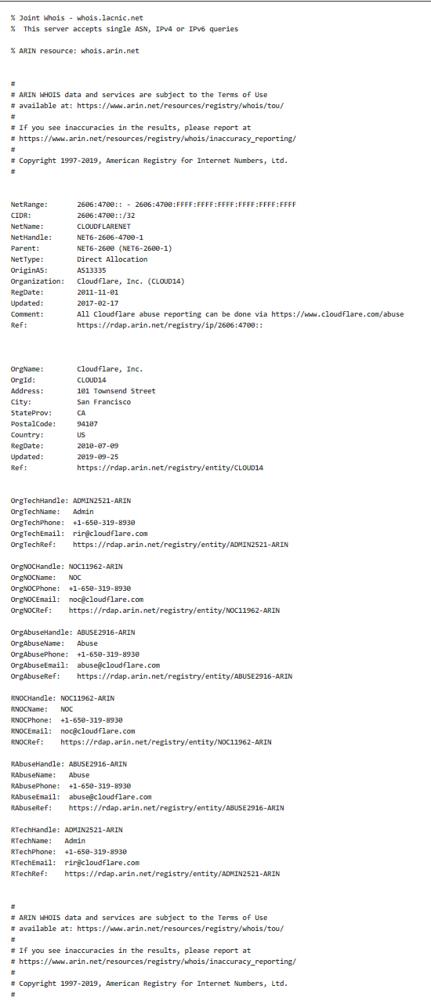 % Joint Whois - whois.lacnic.net
%  This server accepts single ASN, IPv4 or IPv6 queries
% ARIN resource: whois.arin.net
#
# ARIN WHOIS data and services are subject to the Terms of Use
# available at: https://www.arin.net/resources/registry/whois/tou/
#
# If you see inaccuracies in the results, please report at
# https://www.arin.net/resources/registry/whois/inaccuracy_reporting/
#
# Copyright 1997-2019, American Registry for Internet Numbers, Ltd.
#
NetRange:       2606:4700:: - 2606:4700:FFFF:FFFF:FFFF:FFFF:FFFF:FFFF
CIDR:           2606:4700::/32
NetName:        CLOUDFLARENET
NetHandle:      NET6-2606-4700-1
Parent:         NET6-2600 (NET6-2600-1)
NetType:        Direct Allocation
OriginAS:       AS13335
Organization:   Cloudflare, Inc. (CLOUD14)
RegDate:        2011-11-01
Updated:        2017-02-17
Comment:        All Cloudflare abuse reporting can be done via https://www.cloudflare.com/abuse
Ref:            https://rdap.arin.net/registry/ip/2606:4700::
OrgName:        Cloudflare, Inc.
OrgId:          CLOUD14
Address:        101 Townsend Street
City:           San Francisco
StateProv:      CA
PostalCode:     94107
Country:        US
RegDate:        2010-07-09
Updated:        2019-09-25
Ref:            https://rdap.arin.net/registry/entity/CLOUD14
OrgTechHandle: ADMIN2521-ARIN
OrgTechName:   Admin
OrgTechPhone:  +1-650-319-8930
OrgTechEmail:  rir@cloudflare.com
OrgTechRef:    https://rdap.arin.net/registry/entity/ADMIN2521-ARIN
OrgNOCHandle: NOC11962-ARIN
OrgNOCName:   NOC
OrgNOCPhone:  +1-650-319-8930
OrgNOCEmail:  noc@cloudflare.com
OrgNOCRef:    https://rdap.arin.net/registry/entity/NOC11962-ARIN
OrgAbuseHandle: ABUSE2916-ARIN
OrgAbuseName:   Abuse
OrgAbusePhone:  +1-650-319-8930
OrgAbuseEmail:  abuse@cloudflare.com
OrgAbuseRef:    https://rdap.arin.net/registry/entity/ABUSE2916-ARIN
RNOCHandle: NOC11962-ARIN
RNOCName:   NOC
RNOCPhone:  +1-650-319-8930
RNOCEmail:  noc@cloudflare.com
RNOCRef:    https://rdap.arin.net/registry/entity/NOC11962-ARIN
RAbuseHandle: ABUSE2916-ARIN
RAbuseName:   Abuse
RAbusePhone:  +1-650-319-8930
RAbuseEmail:  abuse@cloudflare.com
RAbuseRef:    https://rdap.arin.net/registry/entity/ABUSE2916-ARIN
RTechHandle: ADMIN2521-ARIN
RTechName:   Admin
RTechPhone:  +1-650-319-8930
RTechEmail:  rir@cloudflare.com
RTechRef:    https://rdap.arin.net/registry/entity/ADMIN2521-ARIN
#
# ARIN WHOIS data and services are subject to the Terms of Use
# available at: https://www.arin.net/resources/registry/whois/tou/
#
# If you see inaccuracies in the results, please report at
# https://www.arin.net/resources/registry/whois/inaccuracy_reporting/
#
# Copyright 1997-2019, American Registry for Internet Numbers, Ltd.
#